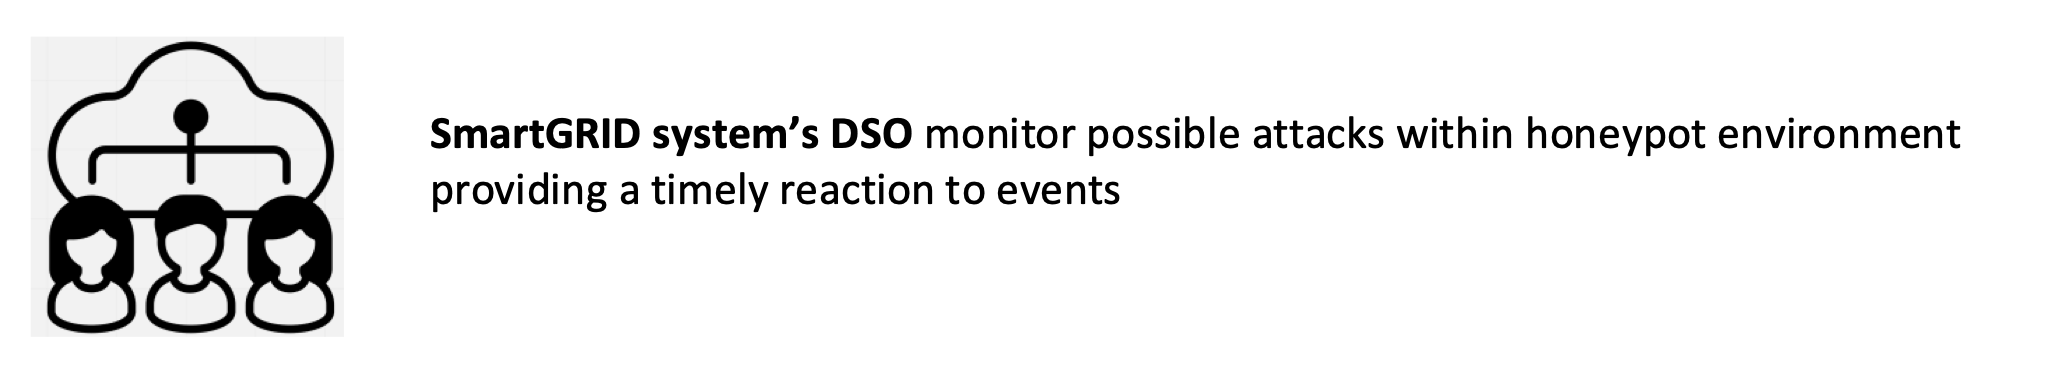 SmartGRID system’s DSO monitor possible attacks within honeypot environment
providing a timely reaction to events